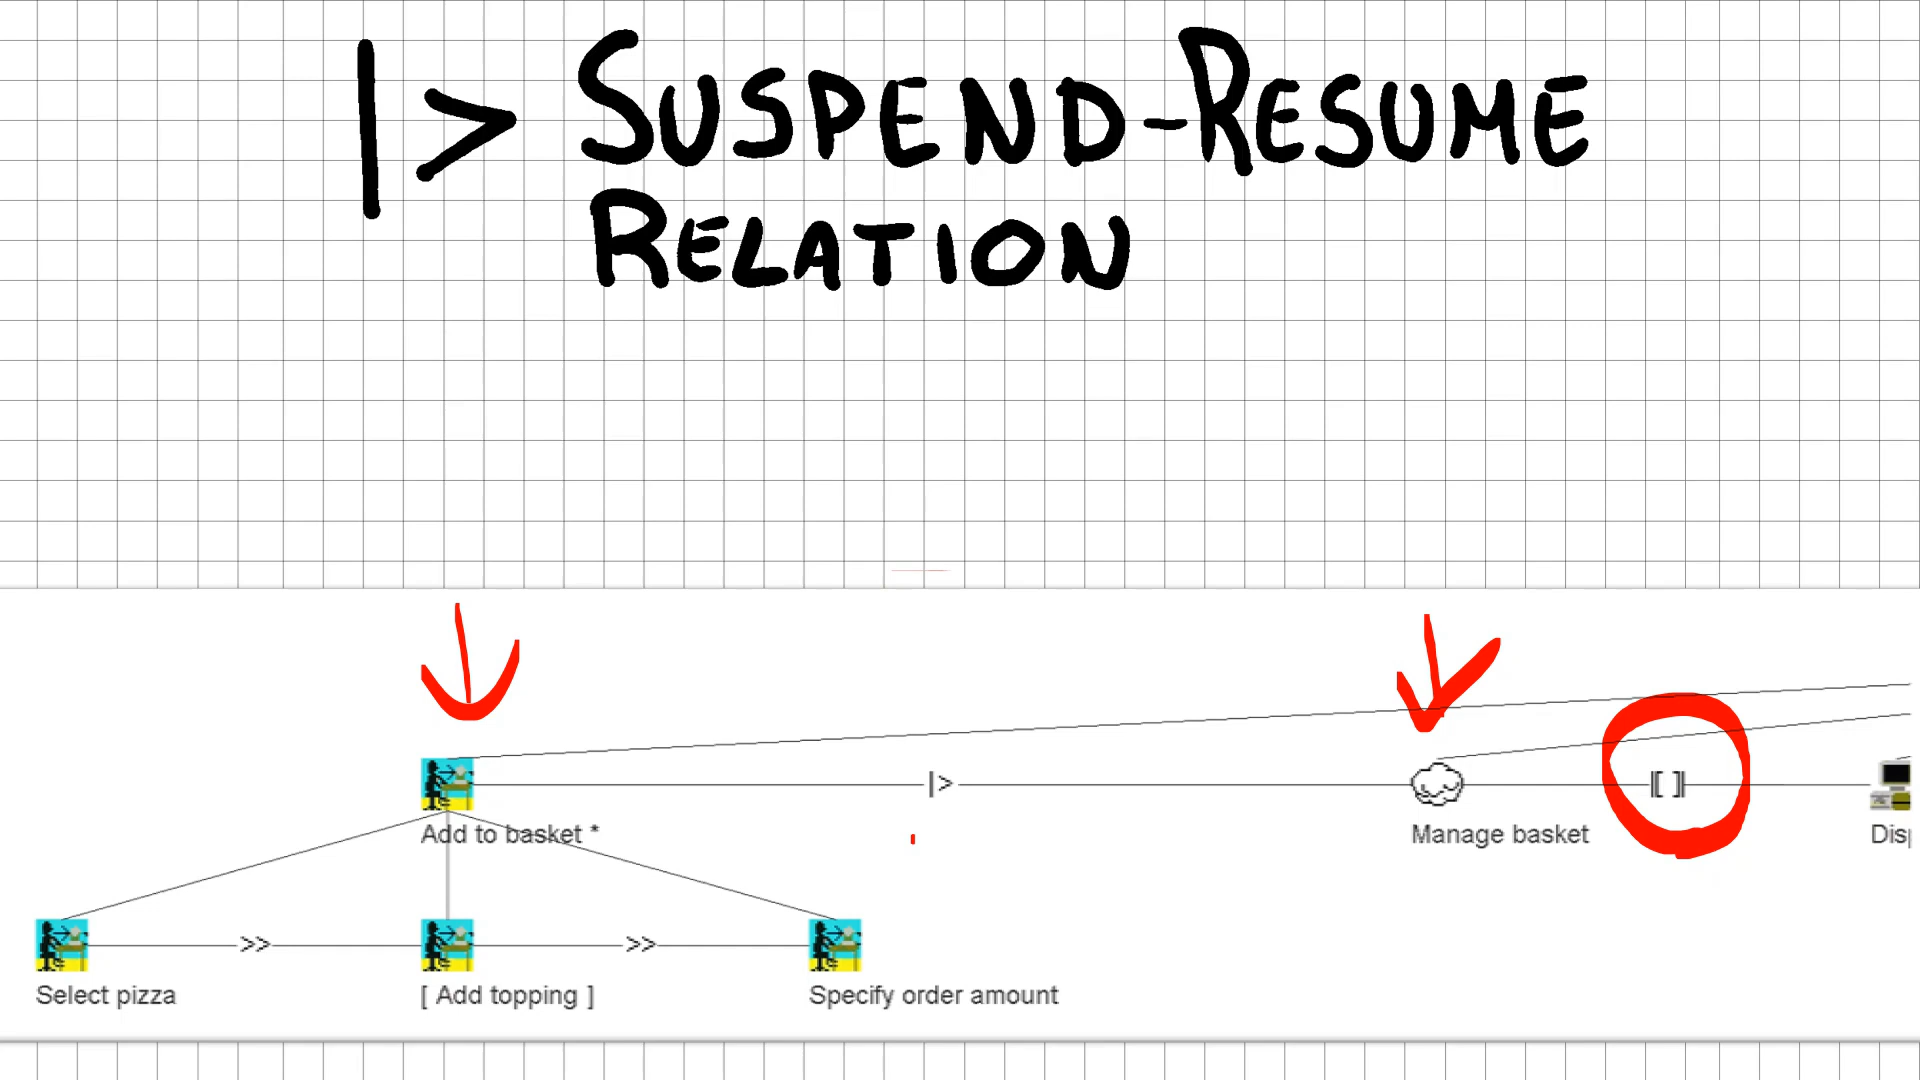 |> SUSPEND-RESUME
RELATION
|>
|[ ]|
Add to basket *
Manage basket
>>
>>
Select pizza
[ Add topping ]
Specify order amount